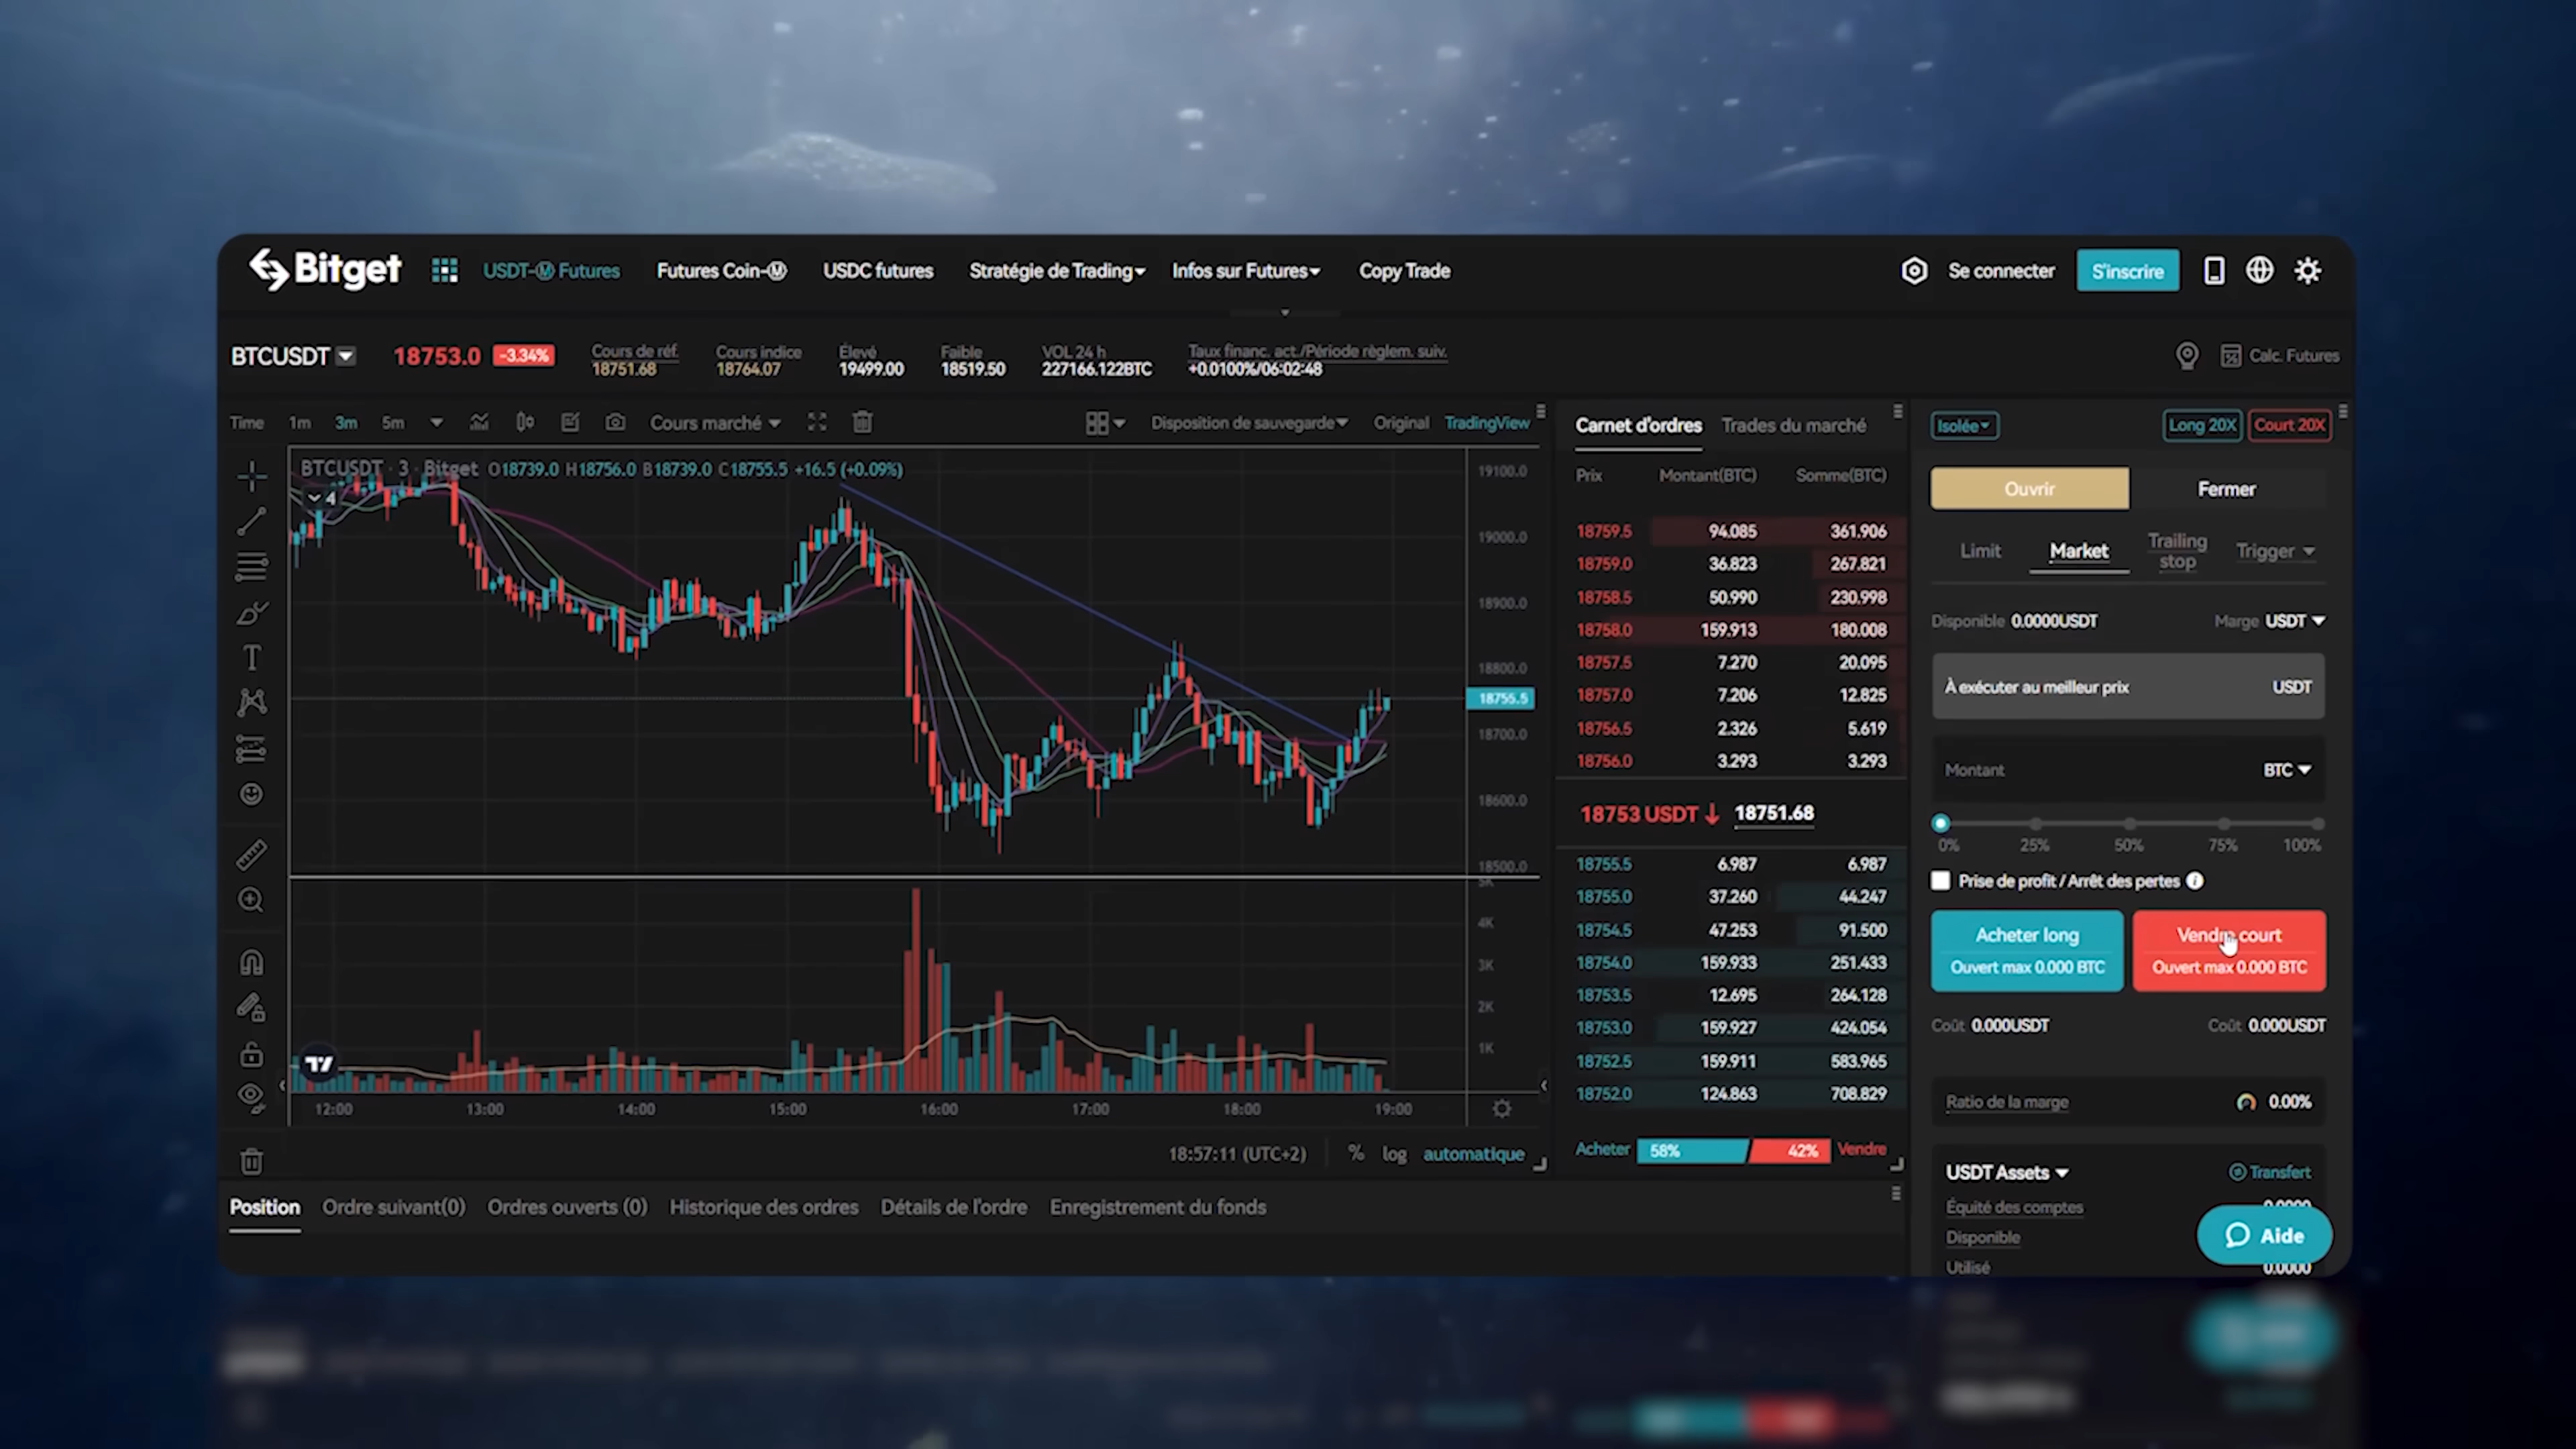 Bitget USDT-Ⓜ Futures Futures Coin-Ⓜ USDC futures Stratégie de Trading Infos sur Futures Copy Trade Se connecter S'inscrire
BTCUSDT 18753.0 -3.34%
Cours de réf. Cours indice Élevé Faible VOL 24 h Taux financ. act./Période règlem. suiv.
18751.68 18764.07 19499.00 18519.50 227166.122BTC +0.0100%/06:02:48
Calc. Futures
Time 1m 3m 5m Cours marché Disposition de sauvegarde Original TradingView
BTCUSDT · 3 · Bitget O18739.0 H18756.0 B18739.0 C18755.5 +16.5 (+0.09%)
4
19100.0
19000.0
18900.0
18800.0
18755.5
18700.0
18600.0
18500.0
5K
4K
3K
2K
1K
12:00 13:00 14:00 15:00 16:00 17:00 18:00 19:00
18:57:11 (UTC+2) % log automatique
Carnet d'ordres Trades du marché
Prix Montant(BTC) Somme(BTC)
18759.5 94.085 361.906
18759.0 36.823 267.821
18758.5 50.990 230.998
18758.0 159.913 180.008
18757.5 7.270 20.095
18757.0 7.206 12.825
18756.5 2.326 5.619
18756.0 3.293 3.293
18753 USDT ↓ 18751.68
18755.5 6.987 6.987
18755.0 37.260 44.247
18754.5 47.253 91.500
18754.0 159.933 251.433
18753.5 12.695 264.128
18753.0 159.927 424.054
18752.5 159.911 583.965
18752.0 124.863 708.829
Acheter 58% 42% Vendre
Isolée Long 20X Court 20X
Ouvrir Fermer
Limit Market Trailing stop Trigger
Disponible 0.0000USDT Marge USDT
À exécuter au meilleur prix USDT
Montant BTC
0% 25% 50% 75% 100%
Prise de profit / Arrêt des pertes
Acheter long Vendre court
Ouvert max 0.000 BTC Ouvert max 0.000 BTC
Coût 0.000USDT Coût 0.000USDT
Ratio de la marge 0.00%
USDT Assets Transfert
Équité des comptes 0.0000
Disponible
Utilisé 0.0000
Aide
Position Ordre suivant(0) Ordres ouverts (0) Historique des ordres Détails de l'ordre Enregistrement du fonds